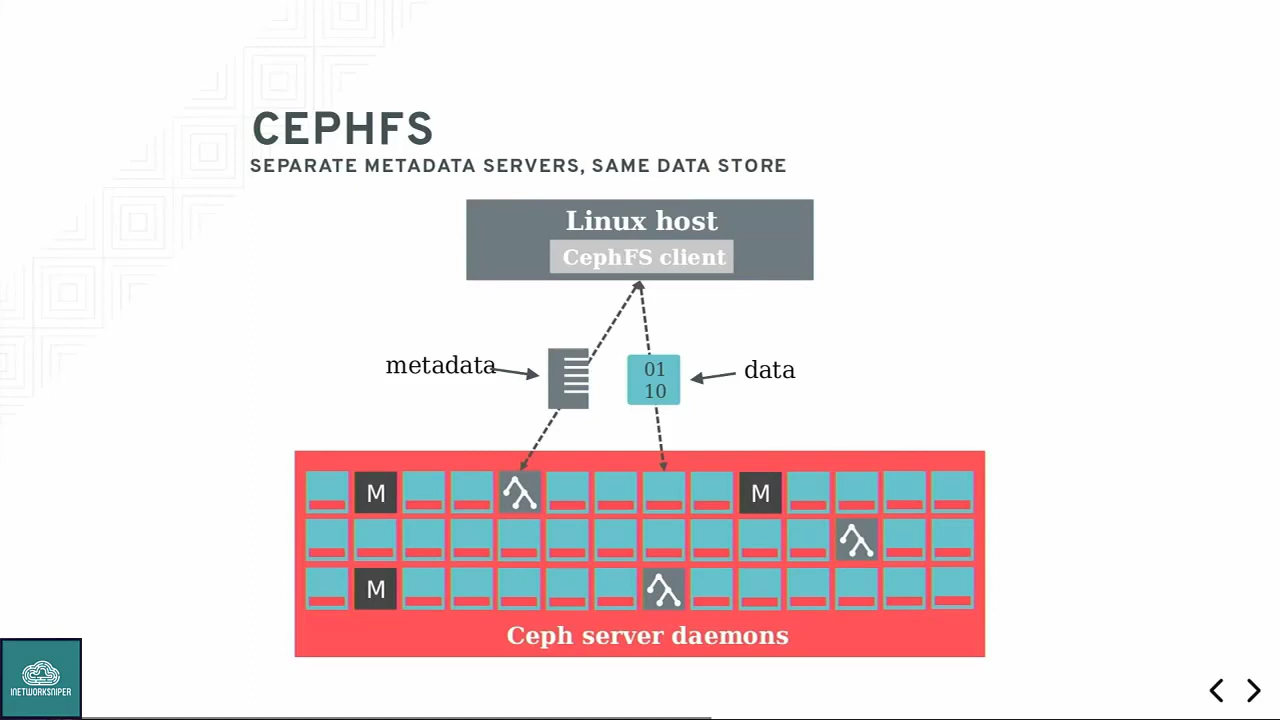 CEPHFS
SEPARATE METADATA SERVERS, SAME DATA STORE
Linux host
CephFS client
metadata
01
10
data
M
M
M
Ceph server daemons
INETWORKSNIPER